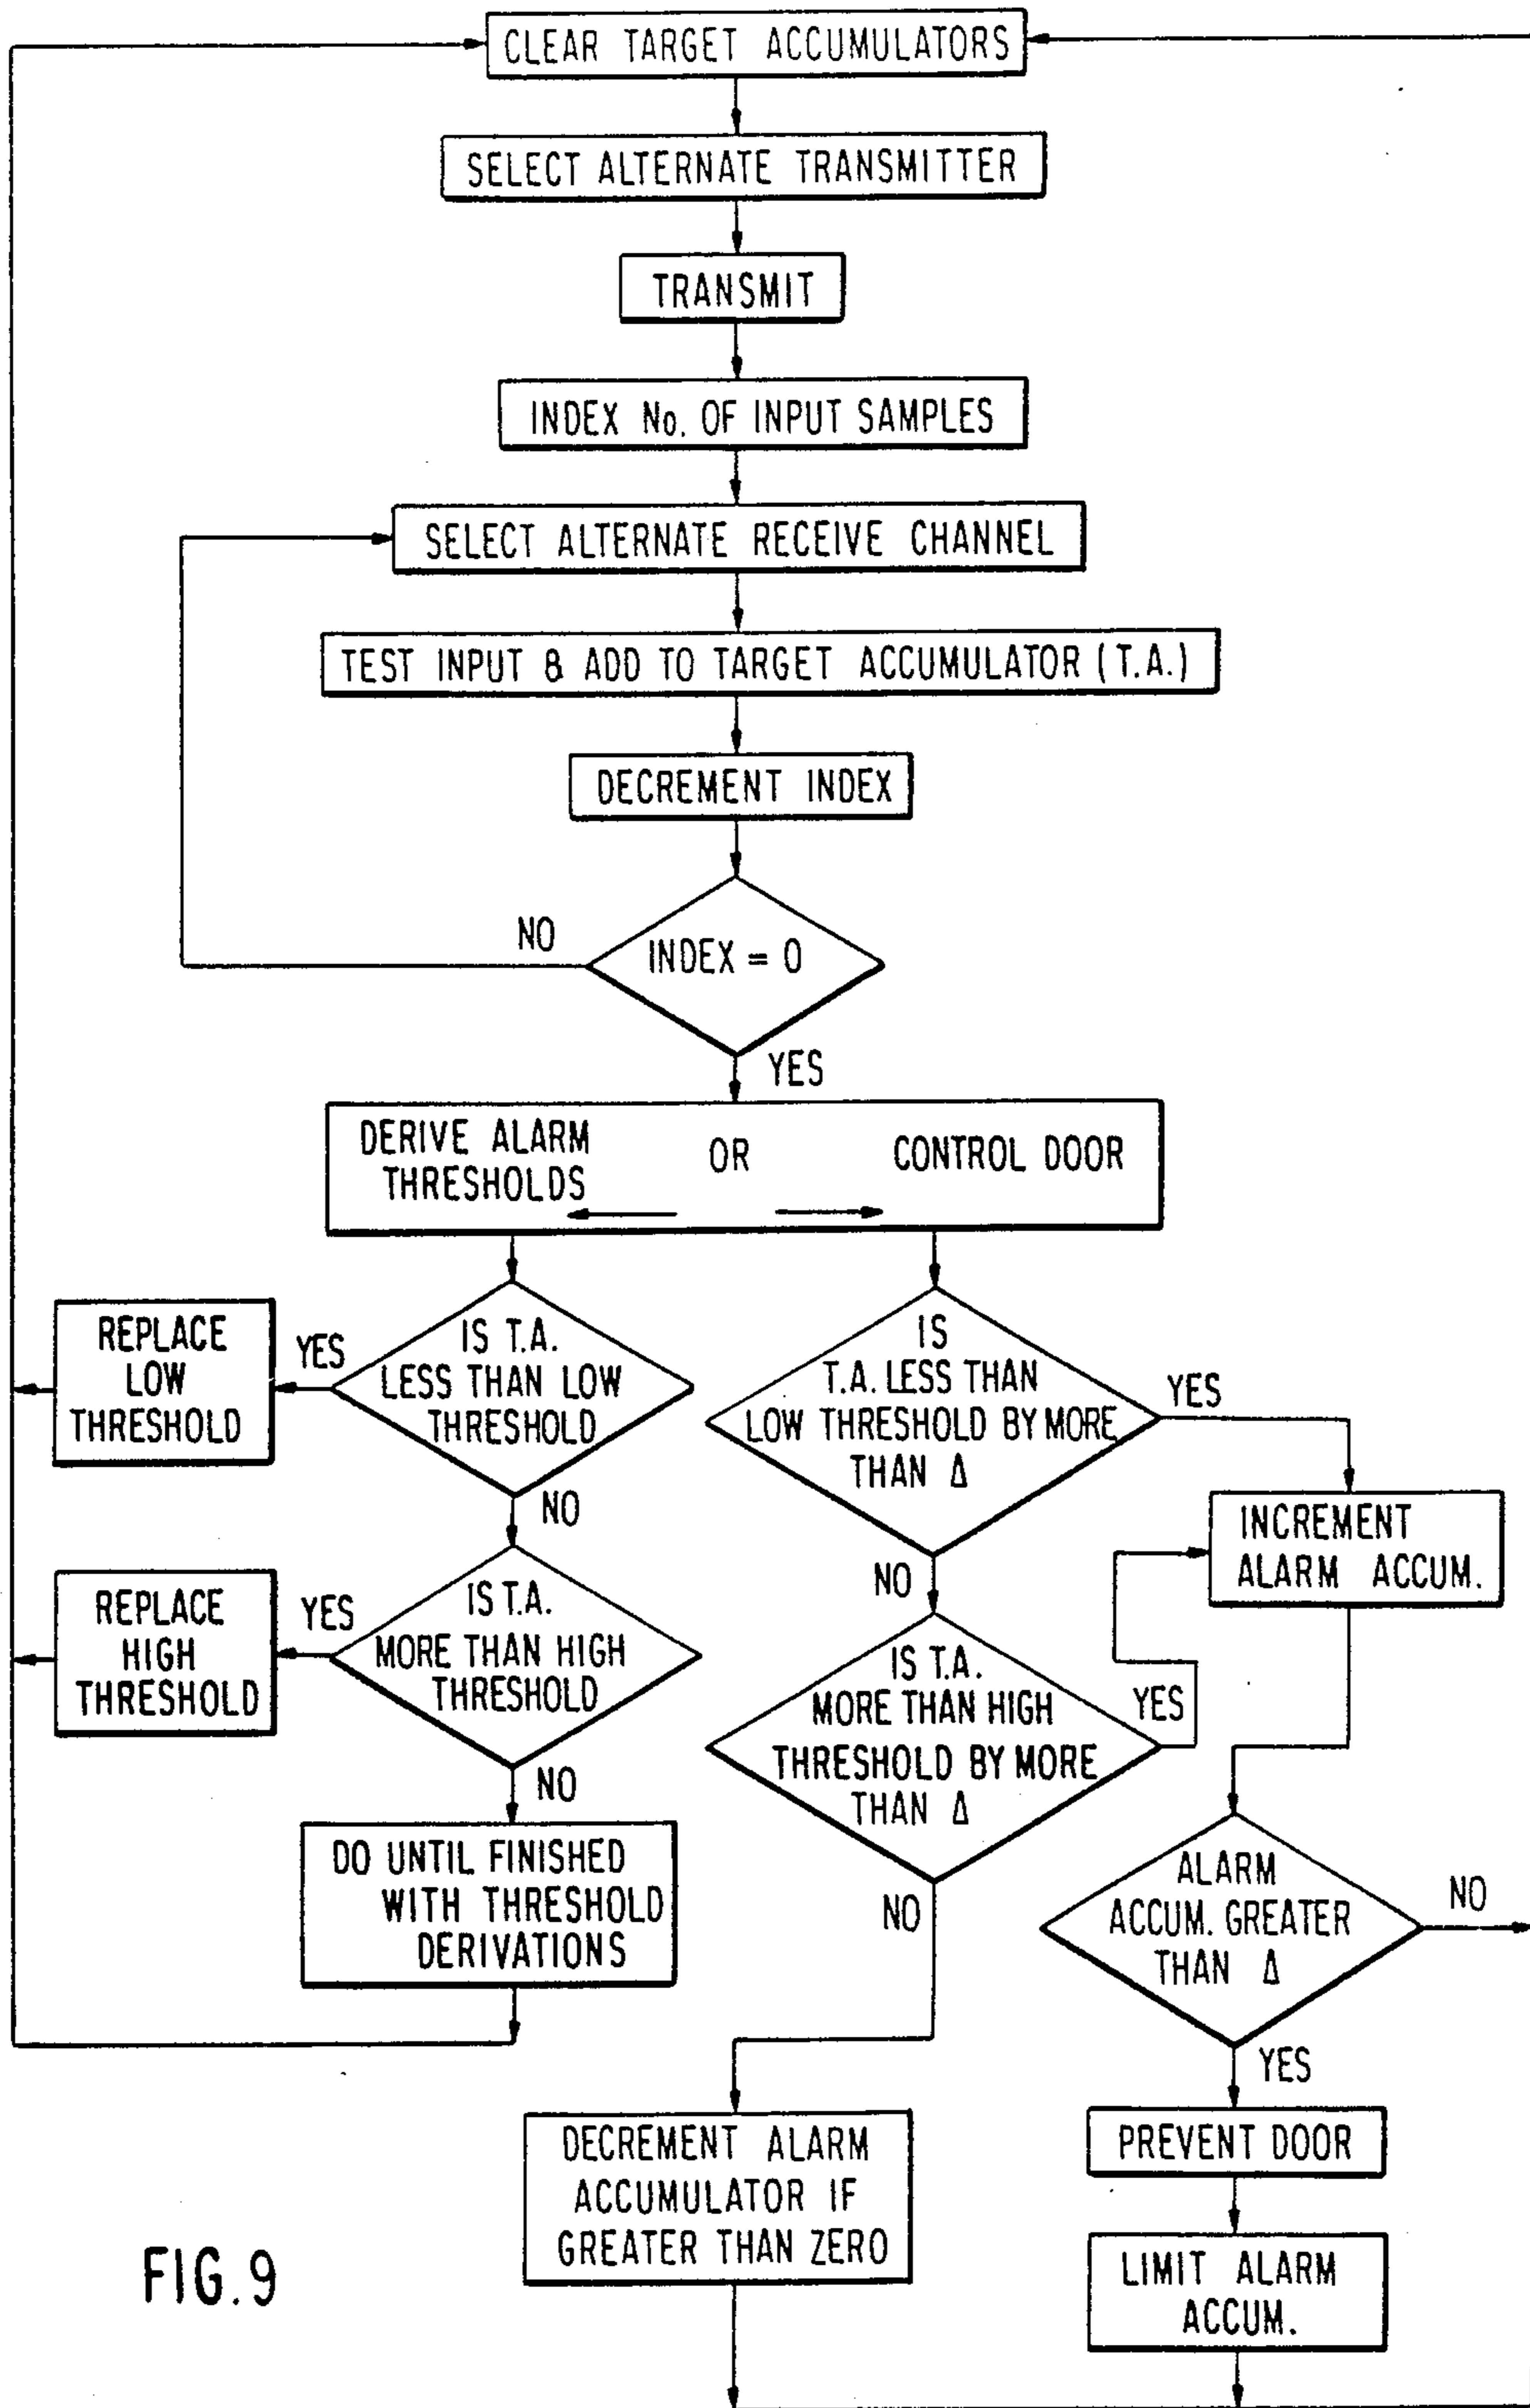 CLEAR TARGET ACCUMULATORS
SELECT ALTERNATE TRANSMITTER
TRANSMIT
INDEX No. OF INPUT SAMPLES
SELECT ALTERNATE RECEIVE CHANNEL
TEST INPUT & ADD TO TARGET ACCUMULATOR (T.A.)
DECREMENT INDEX
NO
INDEX = 0
YES
DERIVE ALARM
THRESHOLDS
OR
CONTROL DOOR
REPLACE
LOW
THRESHOLD
YES
IS T.A.
LESS THAN LOW
THRESHOLD
NO
REPLACE
HIGH
THRESHOLD
YES
IS T.A.
MORE THAN HIGH
THRESHOLD
NO
DO UNTIL FINISHED
WITH THRESHOLD
DERIVATIONS
IS
T.A. LESS THAN
LOW THRESHOLD BY MORE
THAN Δ
YES
NO
INCREMENT
ALARM ACCUM.
IS T.A.
MORE THAN HIGH
THRESHOLD BY MORE
THAN Δ
YES
NO
ALARM
ACCUM. GREATER
THAN Δ
NO
YES
DECREMENT ALARM
ACCUMULATOR IF
GREATER THAN ZERO
PREVENT DOOR
LIMIT ALARM
ACCUM.
FIG. 9